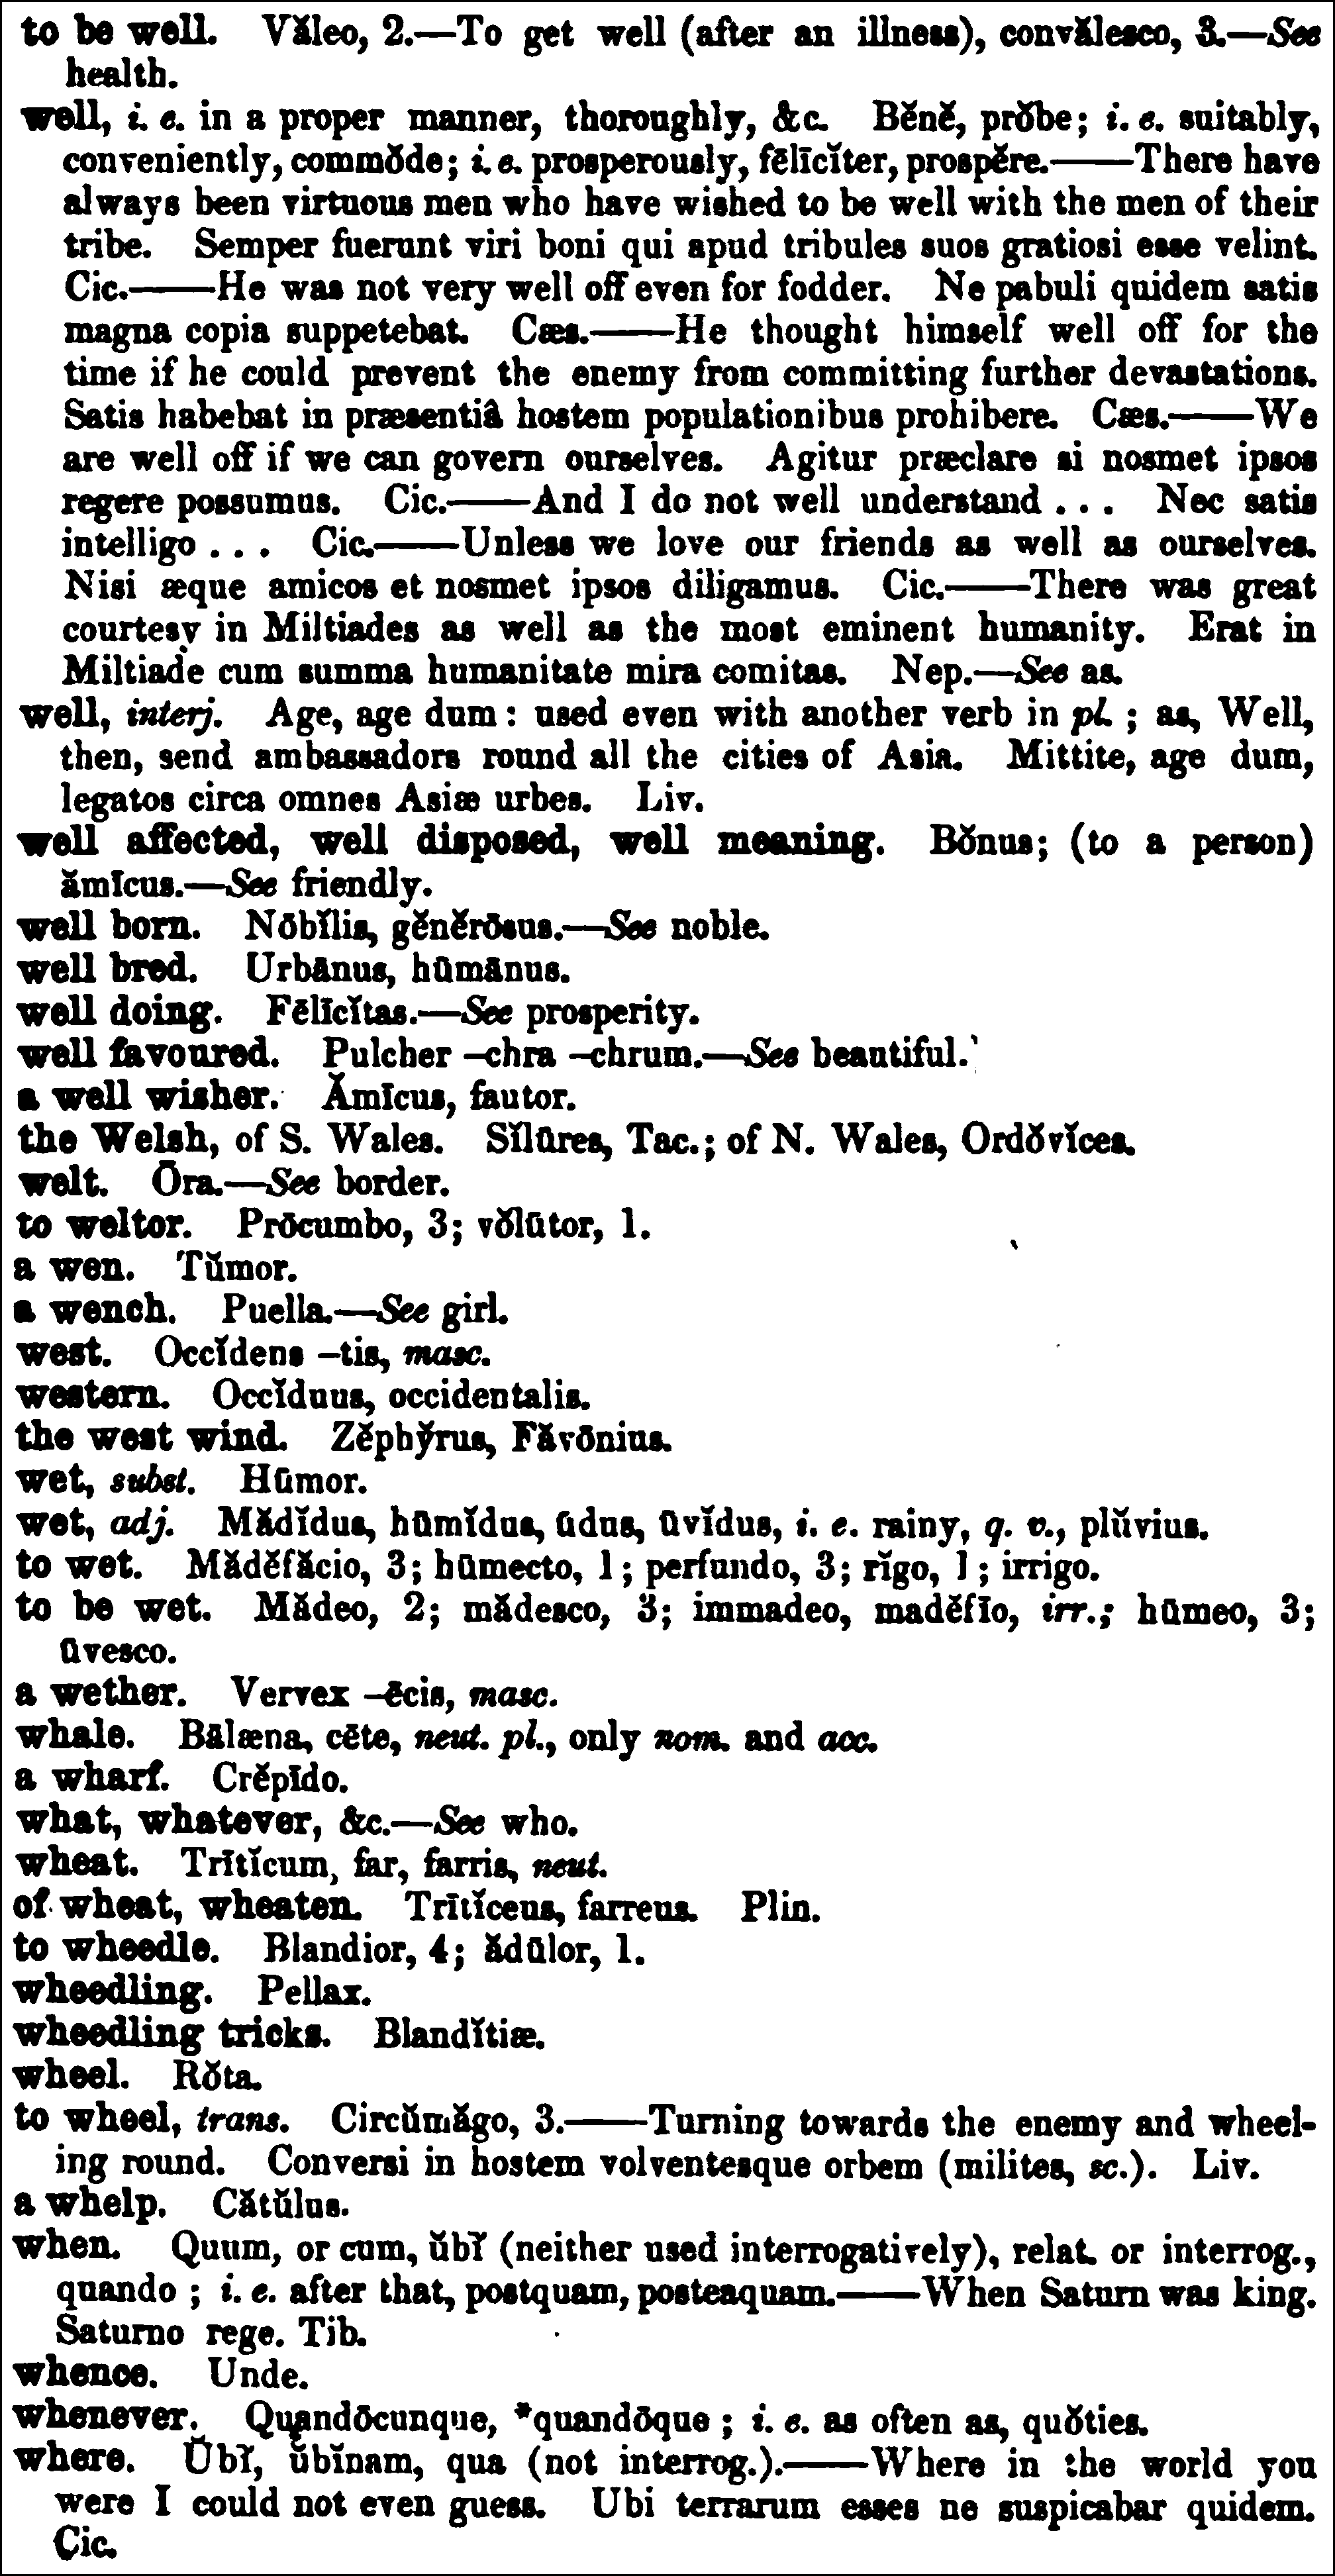 to be well. Văleo, 2.—To get well (after an illness), convălesco, 3.—See
health.
well, i. e. in a proper manner, thoroughly, &c. Bĕnĕ, prŏbe; i. e. suitably,
conveniently, commŏde; i. e. prosperously, fēlīcĭter, prospĕre.——There have
always been virtuous men who have wished to be well with the men of their
tribe. Semper fuerunt viri boni qui apud tribules suos gratiosi esse velint.
Cic.——He was not very well off even for fodder. Ne pabuli quidem satis
magna copia suppetebat. Cæs.——He thought himself well off for the
time if he could prevent the enemy from committing further devastations.
Satis habebat in præsentiâ hostem populationibus prohibere. Cæs.——We
are well off if we can govern ourselves. Agitur præclare si nosmet ipsos
regere possumus. Cic.——And I do not well understand . . . Nec satis
intelligo . . . Cic.——Unless we love our friends as well as ourselves.
Nisi æque amicos et nosmet ipsos diligamus. Cic.——There was great
courtesy in Miltiades as well as the most eminent humanity. Erat in
Miltiade cum summa humanitate mira comitas. Nep.—See as.
well, interj. Age, age dum: used even with another verb in pl.; as, Well,
then, send ambassadors round all the cities of Asia. Mittite, age dum,
legatos circa omnes Asiæ urbes. Liv.
well affected, well disposed, well meaning. Bŏnus; (to a person)
ămīcus.—See friendly.
well born. Nōbĭlis, gĕnĕrōsus.—See noble.
well bred. Urbānus, hūmānus.
well doing. Fēlīcĭtas.—See prosperity.
well favoured. Pulcher –chra –chrum.—See beautiful.
a well wisher. Ămīcus, fautor.
the Welsh, of S. Wales. Sĭlūres, Tac.; of N. Wales, Ordŏvĭces.
welt. Ōra.—See border.
to weltor. Prōcumbo, 3; vŏlūtor, 1.
a wen. Tŭmor.
a wench. Puella.—See girl.
west. Occĭdens –tis, masc.
western. Occĭduus, occidentalis.
the west wind. Zĕphy̆rus, Făvōnius.
wet, subst. Hūmor.
wet, adj. Mădĭdus, hūmĭdus, ūdus, ūvĭdus, i. e. rainy, q. v., plŭvius.
to wet. Mădĕfăcio, 3; hūmecto, 1; perfundo, 3; rĭgo, 1; irrigo.
to be wet. Mădeo, 2; mădesco, 3; immadeo, madĕfīo, irr.; hūmeo, 3;
ūvesco.
a wether. Vervex –ēcis, masc.
whale. Bālæna, cēte, neut. pl., only nom. and acc.
a wharf. Crĕpīdo.
what, whatever, &c.—See who.
wheat. Trītĭcum, far, farris, neut.
of wheat, wheaten. Trītĭceus, farreus. Plin.
to wheedle. Blandior, 4; ădūlor, 1.
wheedling. Pellax.
wheedling tricks. Blandĭtiæ.
wheel. Rŏta.
to wheel, trans. Circŭmăgo, 3.——Turning towards the enemy and wheel-
ing round. Conversi in hostem volventesque orbem (milites, sc.). Liv.
a whelp. Cătŭlus.
when. Quum, or cum, ŭbĭ (neither used interrogatively), relat. or interrog.,
quando; i. e. after that, postquam, posteaquam.——When Saturn was king.
Saturno rege. Tib.
whence. Unde.
whenever. Quandōcunque, *quandōque; i. e. as often as, quŏties.
where. Ŭbĭ, ŭbĭnam, qua (not interrog.).——Where in the world you
were I could not even guess. Ubi terrarum esses ne suspicabar quidem.
Cic.